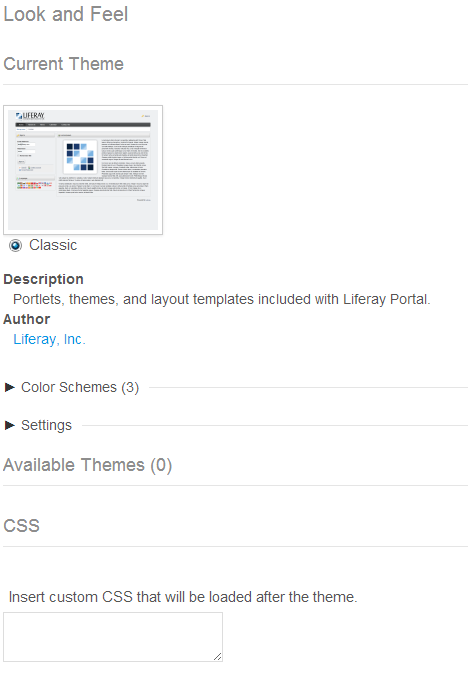 Look and Feel
Current Theme
LIFERAY
Classic
Description
Portlets, themes, and layout templates included with Liferay Portal.
Author
Liferay, Inc.
Color Schemes (3)
Settings
Available Themes (0)
CSS
Insert custom CSS that will be loaded after the theme.